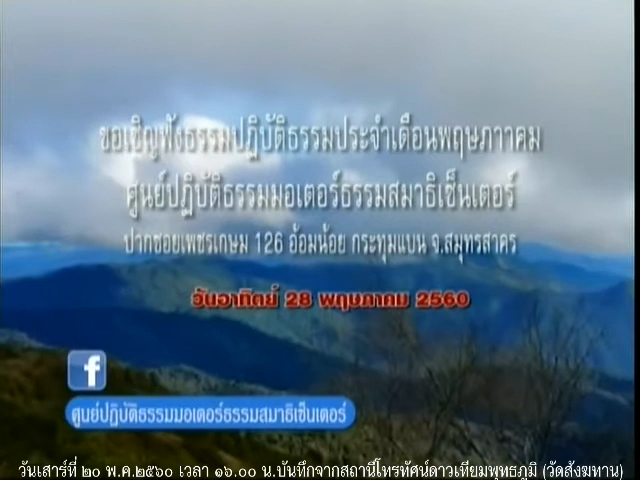 ขอเชิญฟังธรรมปฏิบัติธรรมประจำเดือนพฤษภาาคม
ศูนย์ปฏิบัติธรรมมอเตอร์ธรรมสมาธิเซ็นเตอร์
ปากซอยเพชรเกษม 126 อ้อมน้อย กระทุมแบน จ.สมุทรสาคร
วันอาทิตย์ 28 พฤษภาคม 2560
f
ศูนย์ปฏิบัติธรรมมอเตอร์ธรรมสมาธิเซ็นเตอร์
วันเสาร์ที่ ๒๐ พ.ค.๒๕๖๐ เวลา ๑๖.๐๐ น.บันทึกจากสถานีโทรทัศน์ดาวเทียมพุทธภูมิ (วัดสังฆทาน)